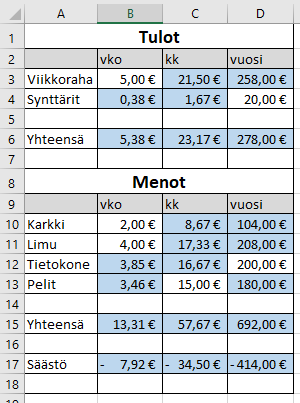 A B C D
1 Tulot
2 vko kk vuosi
3 Viikkoraha 5,00 € 21,50 € 258,00 €
4 Synttärit 0,38 € 1,67 € 20,00 €
5
6 Yhteensä 5,38 € 23,17 € 278,00 €
7
8 Menot
9 vko kk vuosi
10 Karkki 2,00 € 8,67 € 104,00 €
11 Limu 4,00 € 17,33 € 208,00 €
12 Tietokone 3,85 € 16,67 € 200,00 €
13 Pelit 3,46 € 15,00 € 180,00 €
14
15 Yhteensä 13,31 € 57,67 € 692,00 €
16
17 Säästö - 7,92 € - 34,50 € - 414,00 €
18